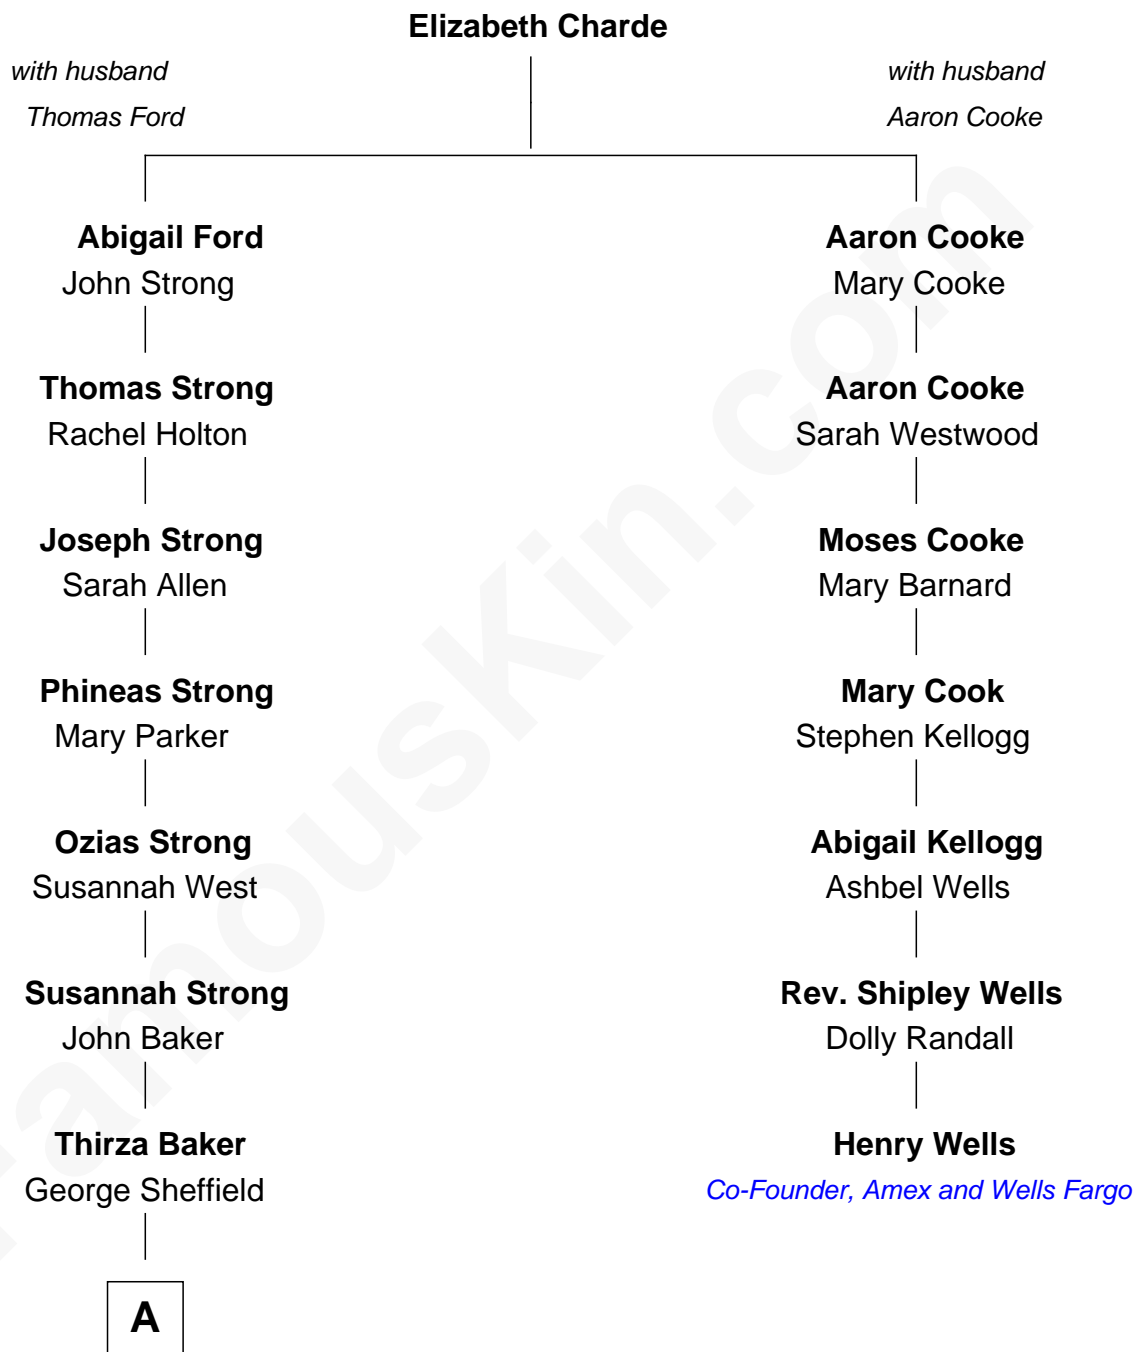 Elizabeth Charde
with husband
Thomas Ford
with husband
Aaron Cooke
Abigail Ford
John Strong
Thomas Strong
Rachel Holton
Joseph Strong
Sarah Allen
Phineas Strong
Mary Parker
Ozias Strong
Susannah West
Susannah Strong
John Baker
Thirza Baker
George Sheffield
A
Aaron Cooke
Mary Cooke
Aaron Cooke
Sarah Westwood
Moses Cooke
Mary Barnard
Mary Cook
Stephen Kellogg
Abigail Kellogg
Ashbel Wells
Rev. Shipley Wells
Dolly Randall
Henry Wells
Co-Founder, Amex and Wells Fargo
FamousKin.com